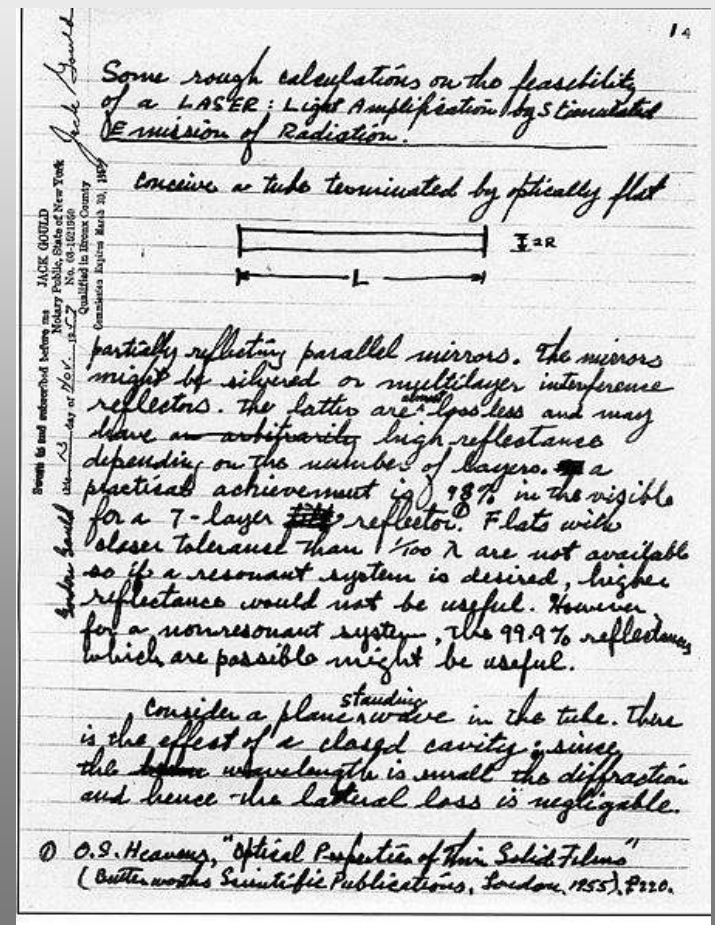 14
Some rough calculations on the feasibility
of a LASER: Light Amplification by Stimulated
Emission of Radiation.
conceive a tube terminated by optically flat
2R
L
partially reflecting parallel mirrors. The mirrors
might be silvered or multilayer interference
reflectors. The latter are almost lossless and may
have an arbitrarily high reflectance
depending on the number of layers. a
practical achievement is 98% in the visible
for a 7-layer reflector.① Flats with
closer tolerance than 1/100 λ are not available
so if a resonant system is desired, higher
reflectance would not be useful. However,
for a nonresonant system, the 99.9% reflectances
which are possible might be useful.
Consider a plane standing wave in the tube. There
is the effect of a closed cavity; since
the wavelength is small the diffraction
and hence the lateral loss is negligable.
① O.S. Heavens, "Optical Properties of Thin Solid Films"
(Butterworths Scientific Publications, London, 1955), P220.
Jack Gould
Sworn to and subscribed before me
this 13 day of Nov. 1957
JACK GOULD
Notary Public, State of New York
No. 03-1521950
Qualified in Bronx County
Commission Expires March 30, 19
Gordon Gould